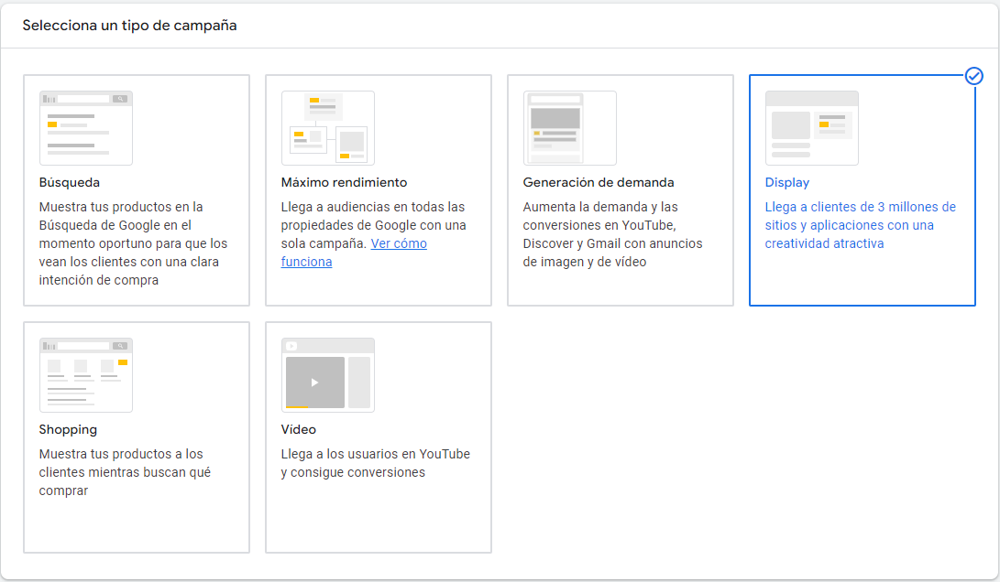 Selecciona un tipo de campaña
Búsqueda
Muestra tus productos en la
Búsqueda de Google en el
momento oportuno para que los
vean los clientes con una clara
intención de compra
Máximo rendimiento
Llega a audiencias en todas las
propiedades de Google con una
sola campaña. Ver cómo
funciona
Generación de demanda
Aumenta la demanda y las
conversiones en YouTube,
Discover y Gmail con anuncios
de imagen y de vídeo
Display
Llega a clientes de 3 millones de
sitios y aplicaciones con una
creatividad atractiva
Shopping
Muestra tus productos a los
clientes mientras buscan qué
comprar
Vídeo
Llega a los usuarios en YouTube
y consigue conversiones